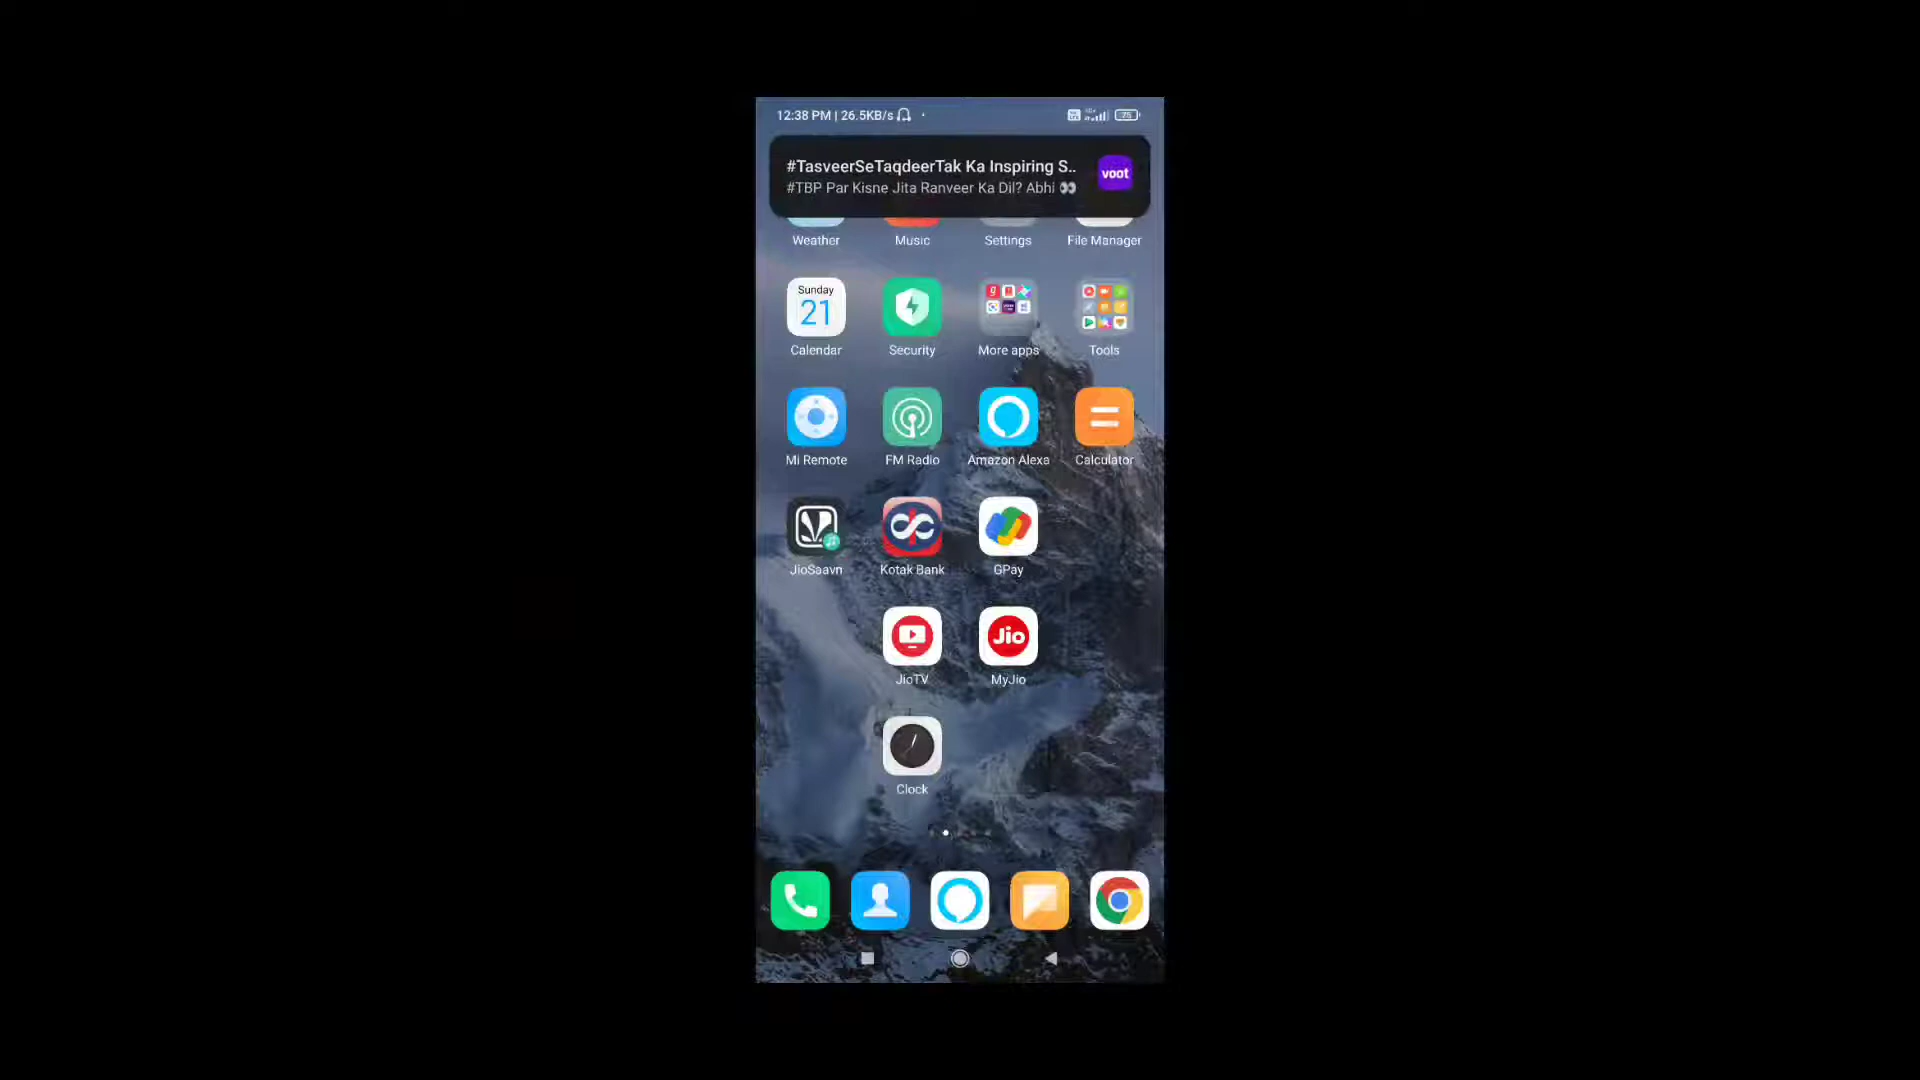 12:38 PM | 26.5KB/s
75
#TasveerSeTaqdeerTak Ka Inspiring S..
#TBP Par Kisne Jita Ranveer Ka Dil? Abhi 👀
voot
Weather Music Settings File Manager
Sunday
21
Calendar Security More apps Tools
Mi Remote FM Radio Amazon Alexa Calculator
JioSaavn Kotak Bank GPay
Jio
JioTV MyJio
Clock